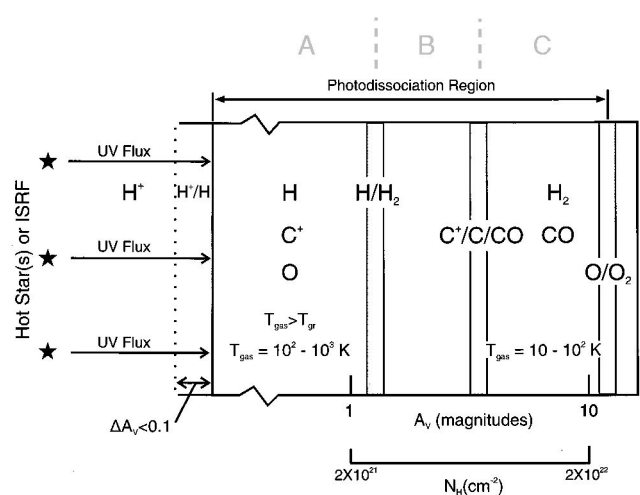 A B C
Photodissociation Region
Hot Star(s) or ISRF
UV Flux
H⁺ H⁺/H H H/H₂ H₂
C⁺ C⁺/C/CO CO
UV Flux
O O/O₂
T_gas>T_gr
UV Flux
T_gas = 10² - 10³ K T_gas = 10 - 10² K
ΔA_V<0.1
1 A_V (magnitudes) 10
2X10²¹ N_H(cm⁻²) 2X10²²